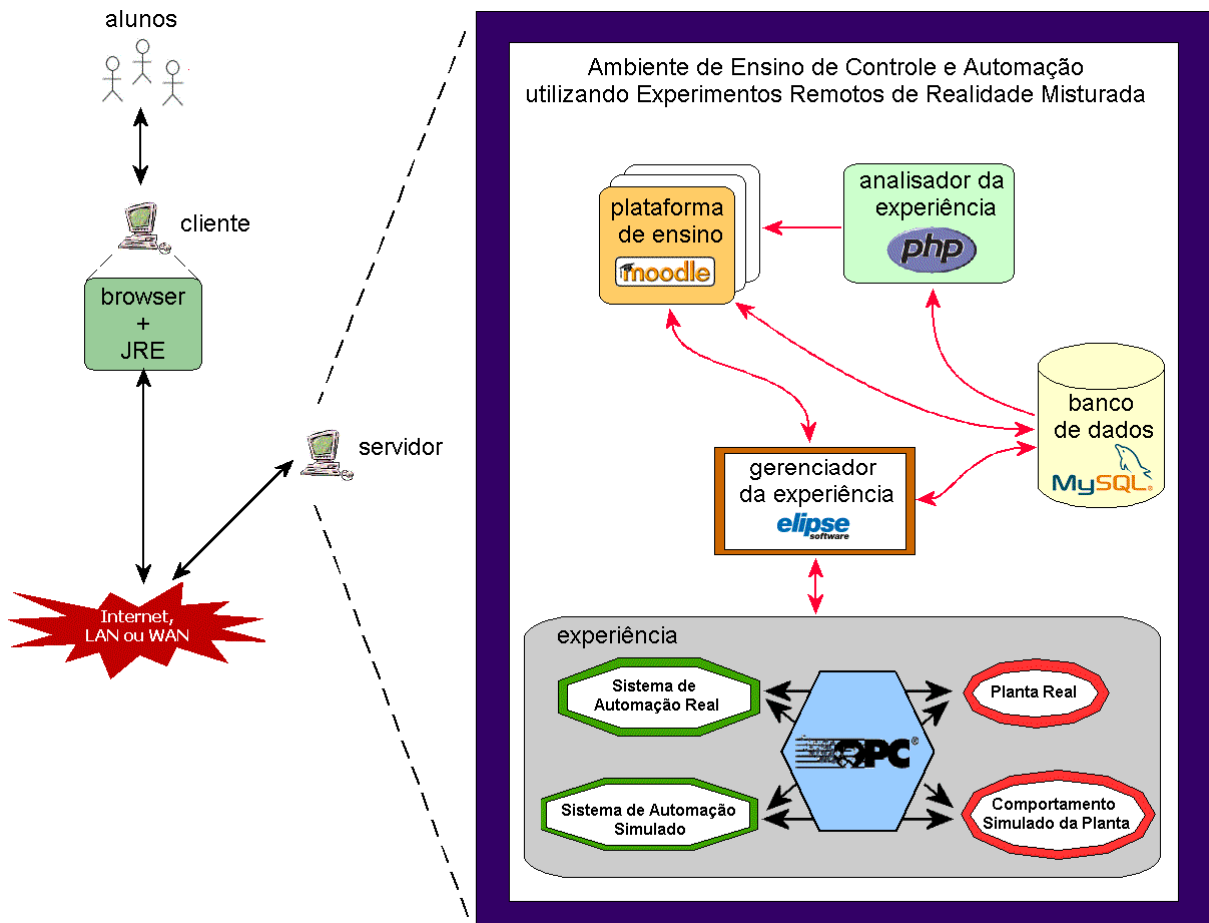 alunos
cliente
browser
+
JRE
servidor
Internet,
LAN ou WAN
Ambiente de Ensino de Controle e Automação
utilizando Experimentos Remotos de Realidade Misturada
plataforma
de ensino
moodle
analisador da
experiência
php
banco
de dados
MySQL®
gerenciador
da experiência
elipse
software
experiência
Sistema de
Automação Real
Planta Real
OPC®
Sistema de Automação
Simulado
Comportamento
Simulado da Planta